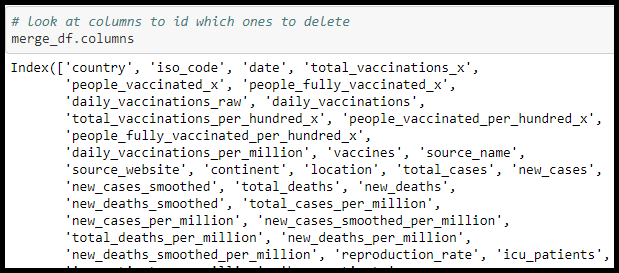 # look at columns to id which ones to delete
merge_df.columns
Index(['country', 'iso_code', 'date', 'total_vaccinations_x',
'people_vaccinated_x', 'people_fully_vaccinated_x',
'daily_vaccinations_raw', 'daily_vaccinations',
'total_vaccinations_per_hundred_x', 'people_vaccinated_per_hundred_x',
'people_fully_vaccinated_per_hundred_x',
'daily_vaccinations_per_million', 'vaccines', 'source_name',
'source_website', 'continent', 'location', 'total_cases', 'new_cases',
'new_cases_smoothed', 'total_deaths', 'new_deaths',
'new_deaths_smoothed', 'total_cases_per_million',
'new_cases_per_million', 'new_cases_smoothed_per_million',
'total_deaths_per_million', 'new_deaths_per_million',
'new_deaths_smoothed_per_million', 'reproduction_rate', 'icu_patients',